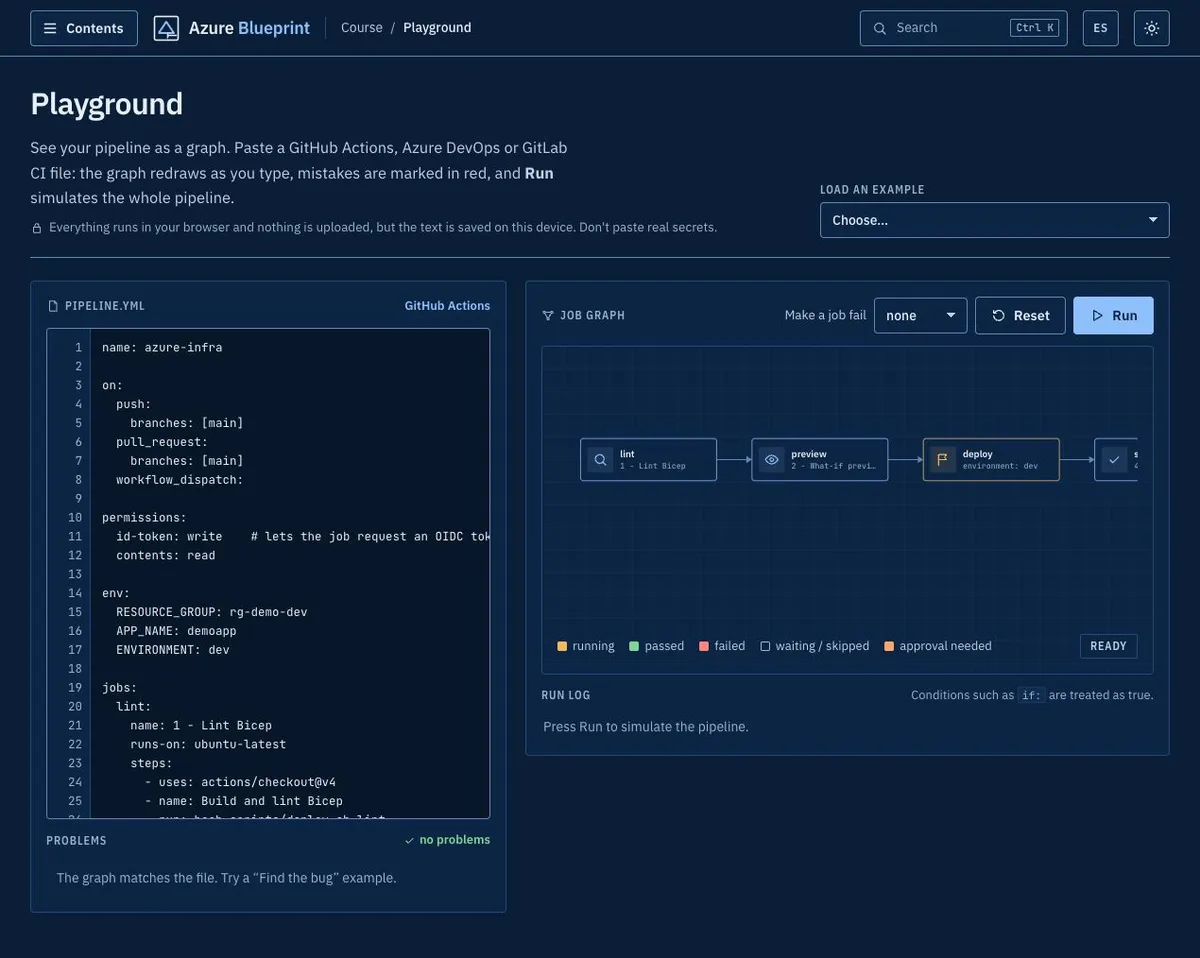 Contents
Azure Blueprint
Course / Playground
Search
Ctrl K
ES
Playground
See your pipeline as a graph. Paste a GitHub Actions, Azure DevOps or GitLab
CI file: the graph redraws as you type, mistakes are marked in red, and Run
simulates the whole pipeline.
Everything runs in your browser and nothing is uploaded, but the text is saved on this device. Don't paste real secrets.
LOAD AN EXAMPLE
Choose...
PIPELINE.YML
GitHub Actions
1 name: azure-infra
2
3 on:
4 push:
5 branches: [main]
6 pull_request:
7 branches: [main]
8 workflow_dispatch:
9
10 permissions:
11 id-token: write # lets the job request an OIDC tok
12 contents: read
13
14 env:
15 RESOURCE_GROUP: rg-demo-dev
16 APP_NAME: demoapp
17 ENVIRONMENT: dev
18
19 jobs:
20 lint:
21 name: 1 - Lint Bicep
22 runs-on: ubuntu-latest
23 steps:
24 - uses: actions/checkout@v4
25 - name: Build and lint Bicep
PROBLEMS
no problems
The graph matches the file. Try a “Find the bug” example.
JOB GRAPH
Make a job fail
none
Reset
Run
lint
1 - Lint Bicep
preview
2 - What-if previ…
deploy
environment: dev
running
passed
failed
waiting / skipped
approval needed
READY
RUN LOG
Conditions such as if: are treated as true.
Press Run to simulate the pipeline.